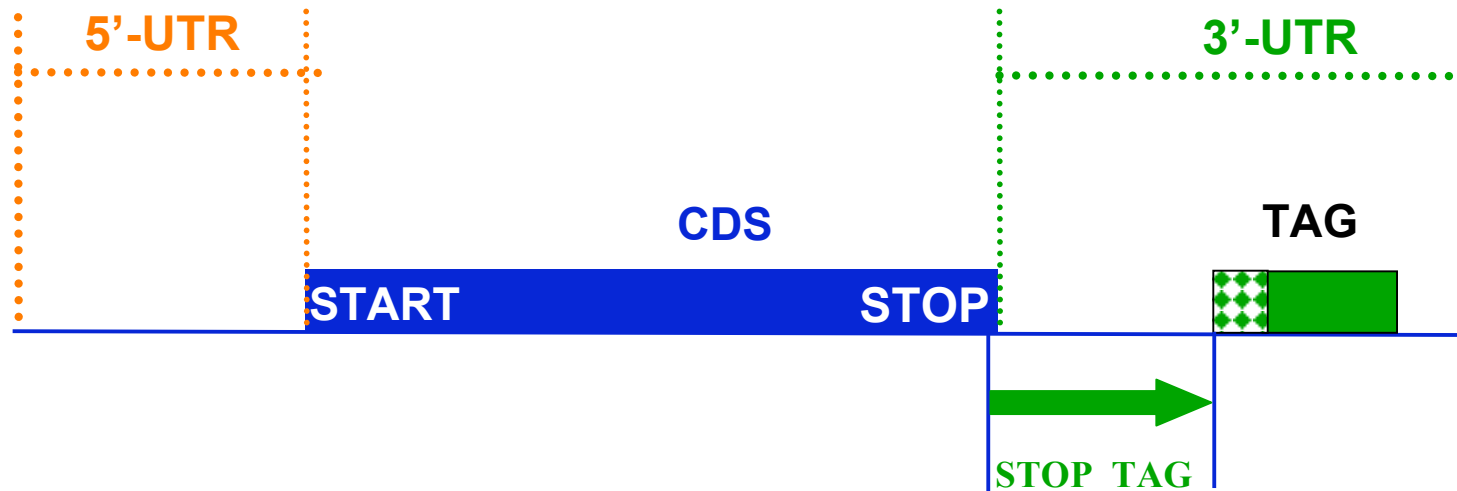 5’-UTR
3’-UTR
CDS
TAG
START
STOP
STOP TAG